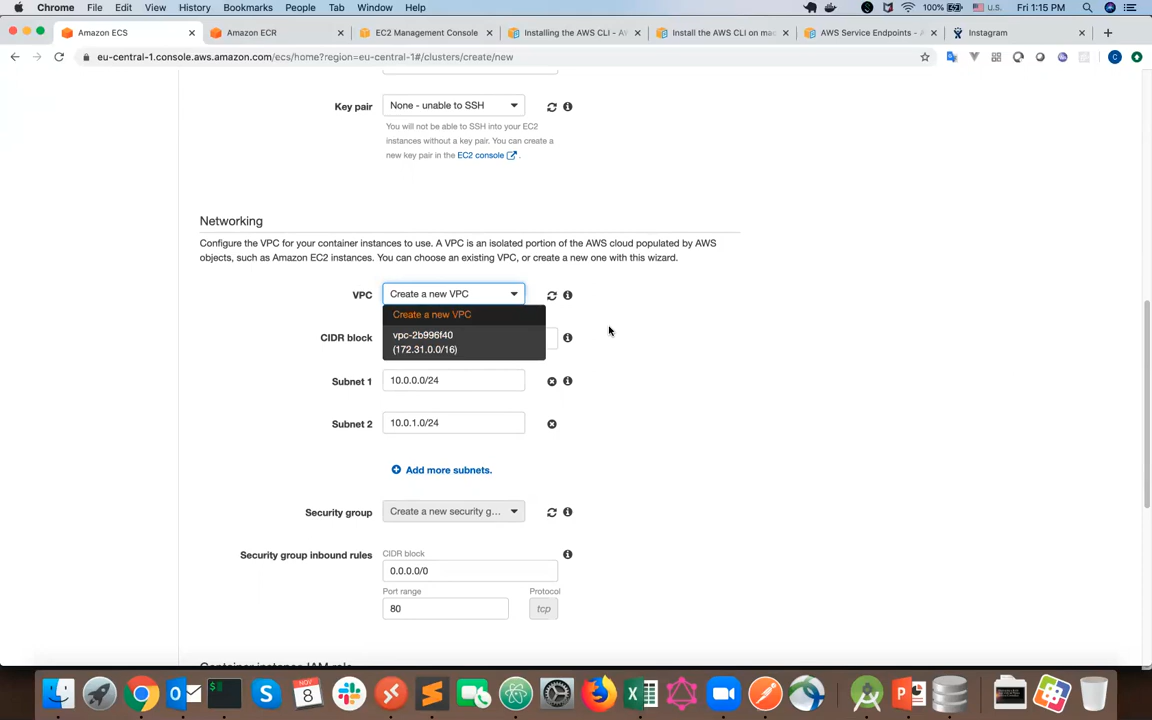 Chrome File Edit View History Bookmarks People Tab Window Help
100% U.S. Fri 1:15 PM
Amazon ECS
Amazon ECR
EC2 Management Console
Installing the AWS CLI - AW
Install the AWS CLI on mac
AWS Service Endpoints - A
Instagram
eu-central-1.console.aws.amazon.com/ecs/home?region=eu-central-1#/clusters/create/new
Key pair
None - unable to SSH
You will not be able to SSH into your EC2
instances without a key pair. You can create a
new key pair in the EC2 console .
Networking
Configure the VPC for your container instances to use. A VPC is an isolated portion of the AWS cloud populated by AWS
objects, such as Amazon EC2 instances. You can choose an existing VPC, or create a new one with this wizard.
VPC
Create a new VPC
Create a new VPC
vpc-2b996f40
(172.31.0.0/16)
CIDR block
Subnet 1
10.0.0.0/24
Subnet 2
10.0.1.0/24
Add more subnets.
Security group
Create a new security g...
Security group inbound rules
CIDR block
0.0.0.0/0
Port range
Protocol
80
tcp
Container instance IAM role
NOV
8